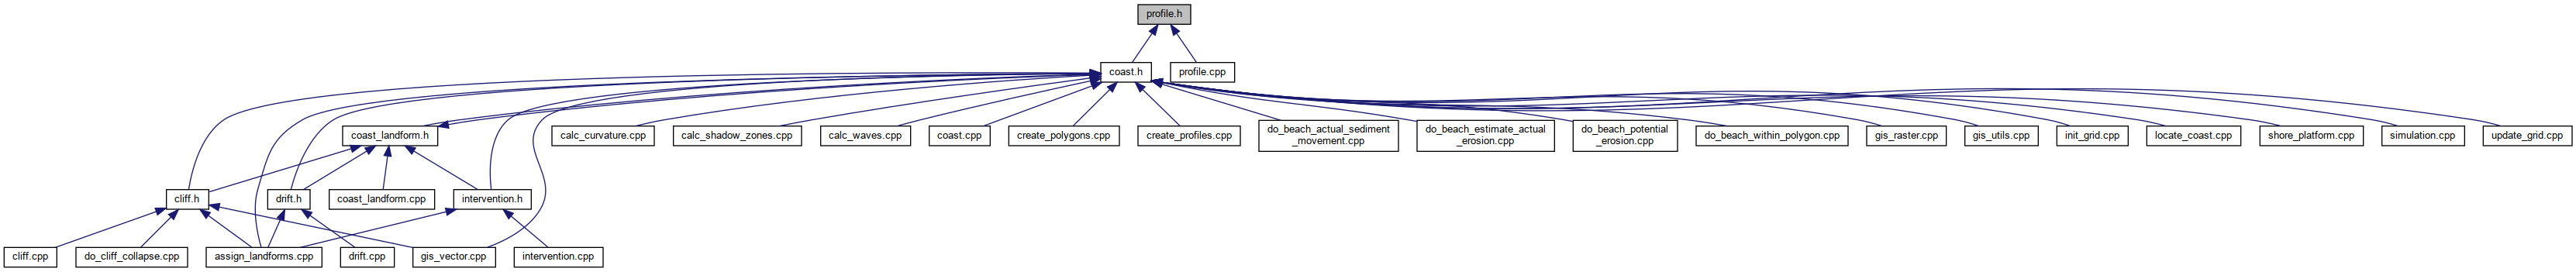 profile.h
coast.h
profile.cpp
coast_landform.h
calc_curvature.cpp
calc_shadow_zones.cpp
calc_waves.cpp
coast.cpp
create_polygons.cpp
create_profiles.cpp
do_beach_actual_sediment
_movement.cpp
do_beach_estimate_actual
_erosion.cpp
do_beach_potential
_erosion.cpp
do_beach_within_polygon.cpp
gis_raster.cpp
gis_utils.cpp
init_grid.cpp
locate_coast.cpp
shore_platform.cpp
simulation.cpp
update_grid.cpp
cliff.h
drift.h
coast_landform.cpp
intervention.h
cliff.cpp
do_cliff_collapse.cpp
assign_landforms.cpp
drift.cpp
gis_vector.cpp
intervention.cpp